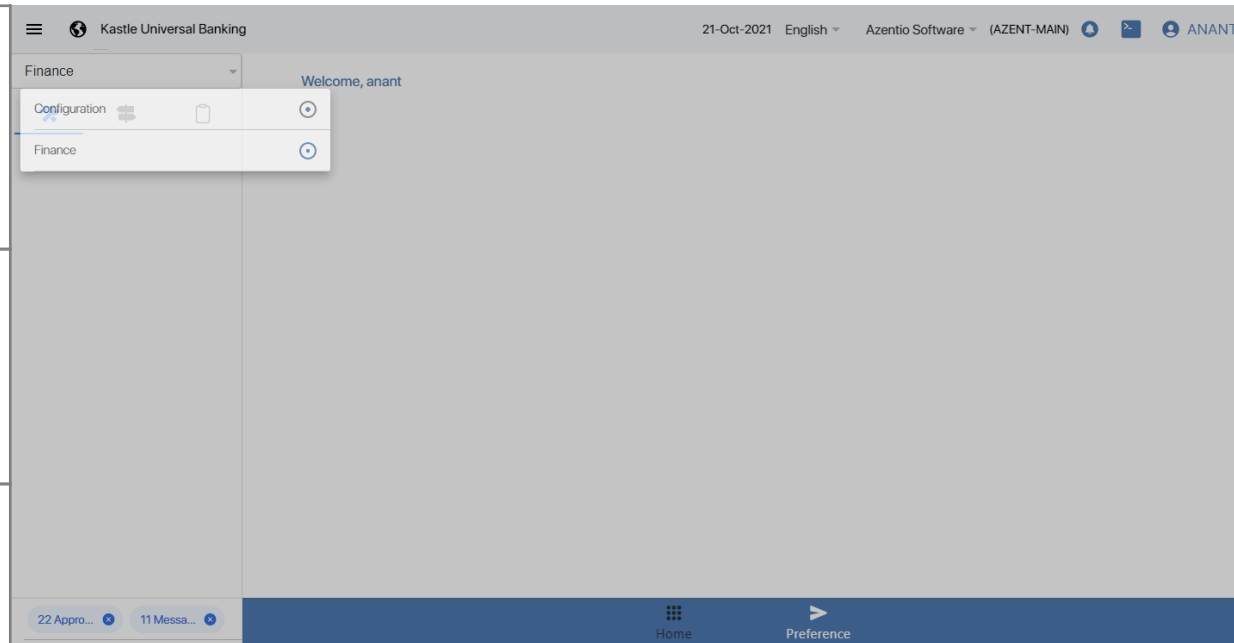 Kastle Universal Banking 21-Oct-2021 English Azentio Software (AZENT-MAIN) ANANT
Finance
Welcome, anant
Configuration
Finance
22 Appro... 11 Messa...
Home Preference